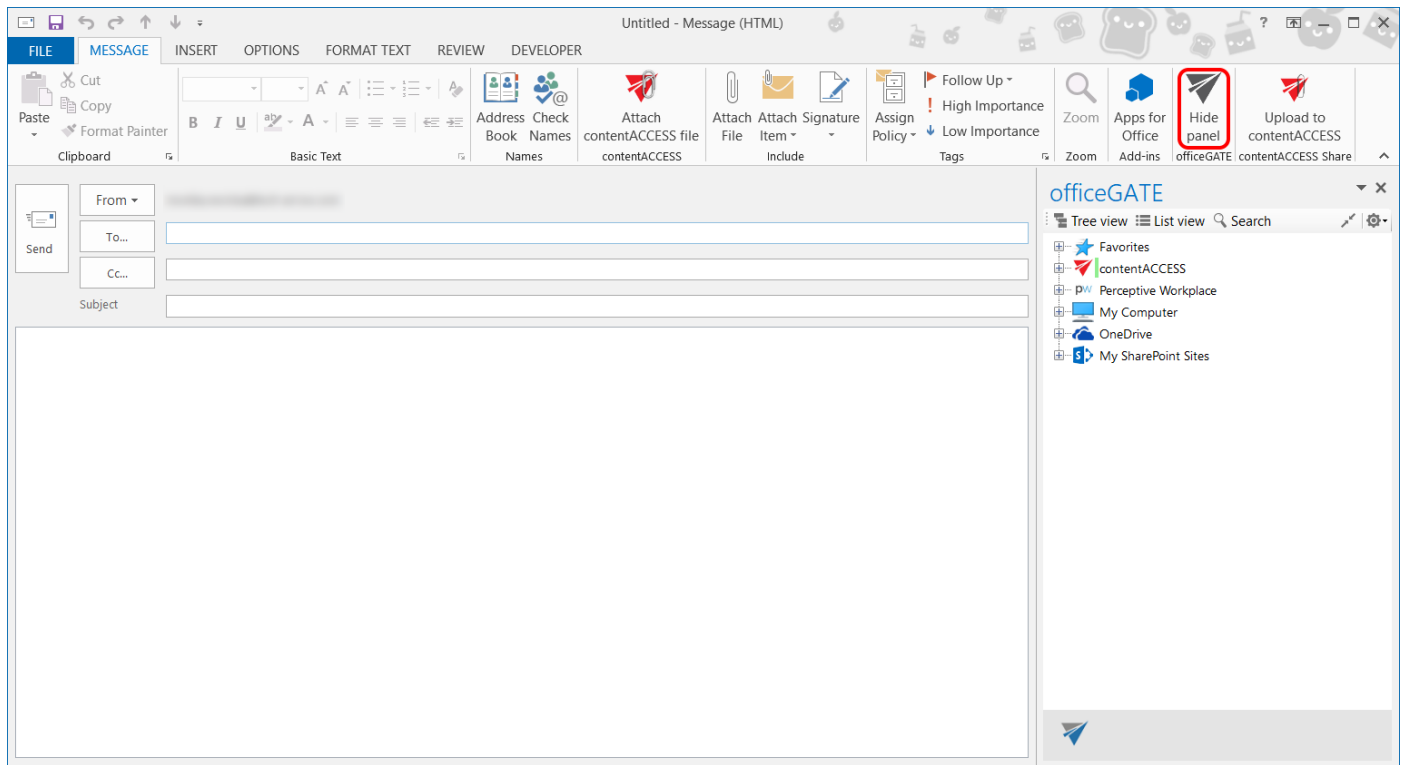 Untitled - Message (HTML)
?
FILE MESSAGE INSERT OPTIONS FORMAT TEXT REVIEW DEVELOPER
Paste
Cut
Copy
Format Painter
Clipboard
A A
B I U aby A
Basic Text
Address Book
Check Names
@
Names
Attach contentACCESS file
contentACCESS
Attach File
Attach Item
Signature
Include
Assign Policy
Follow Up
! High Importance
Low Importance
Tags
Zoom
Zoom
Apps for Office
Add-ins
Hide panel
officeGATE
Upload to contentACCESS
contentACCESS Share
Send
From
To...
Cc...
Subject
officeGATE
Tree view List view Search
Favorites
contentACCESS
pw Perceptive Workplace
My Computer
OneDrive
S My SharePoint Sites